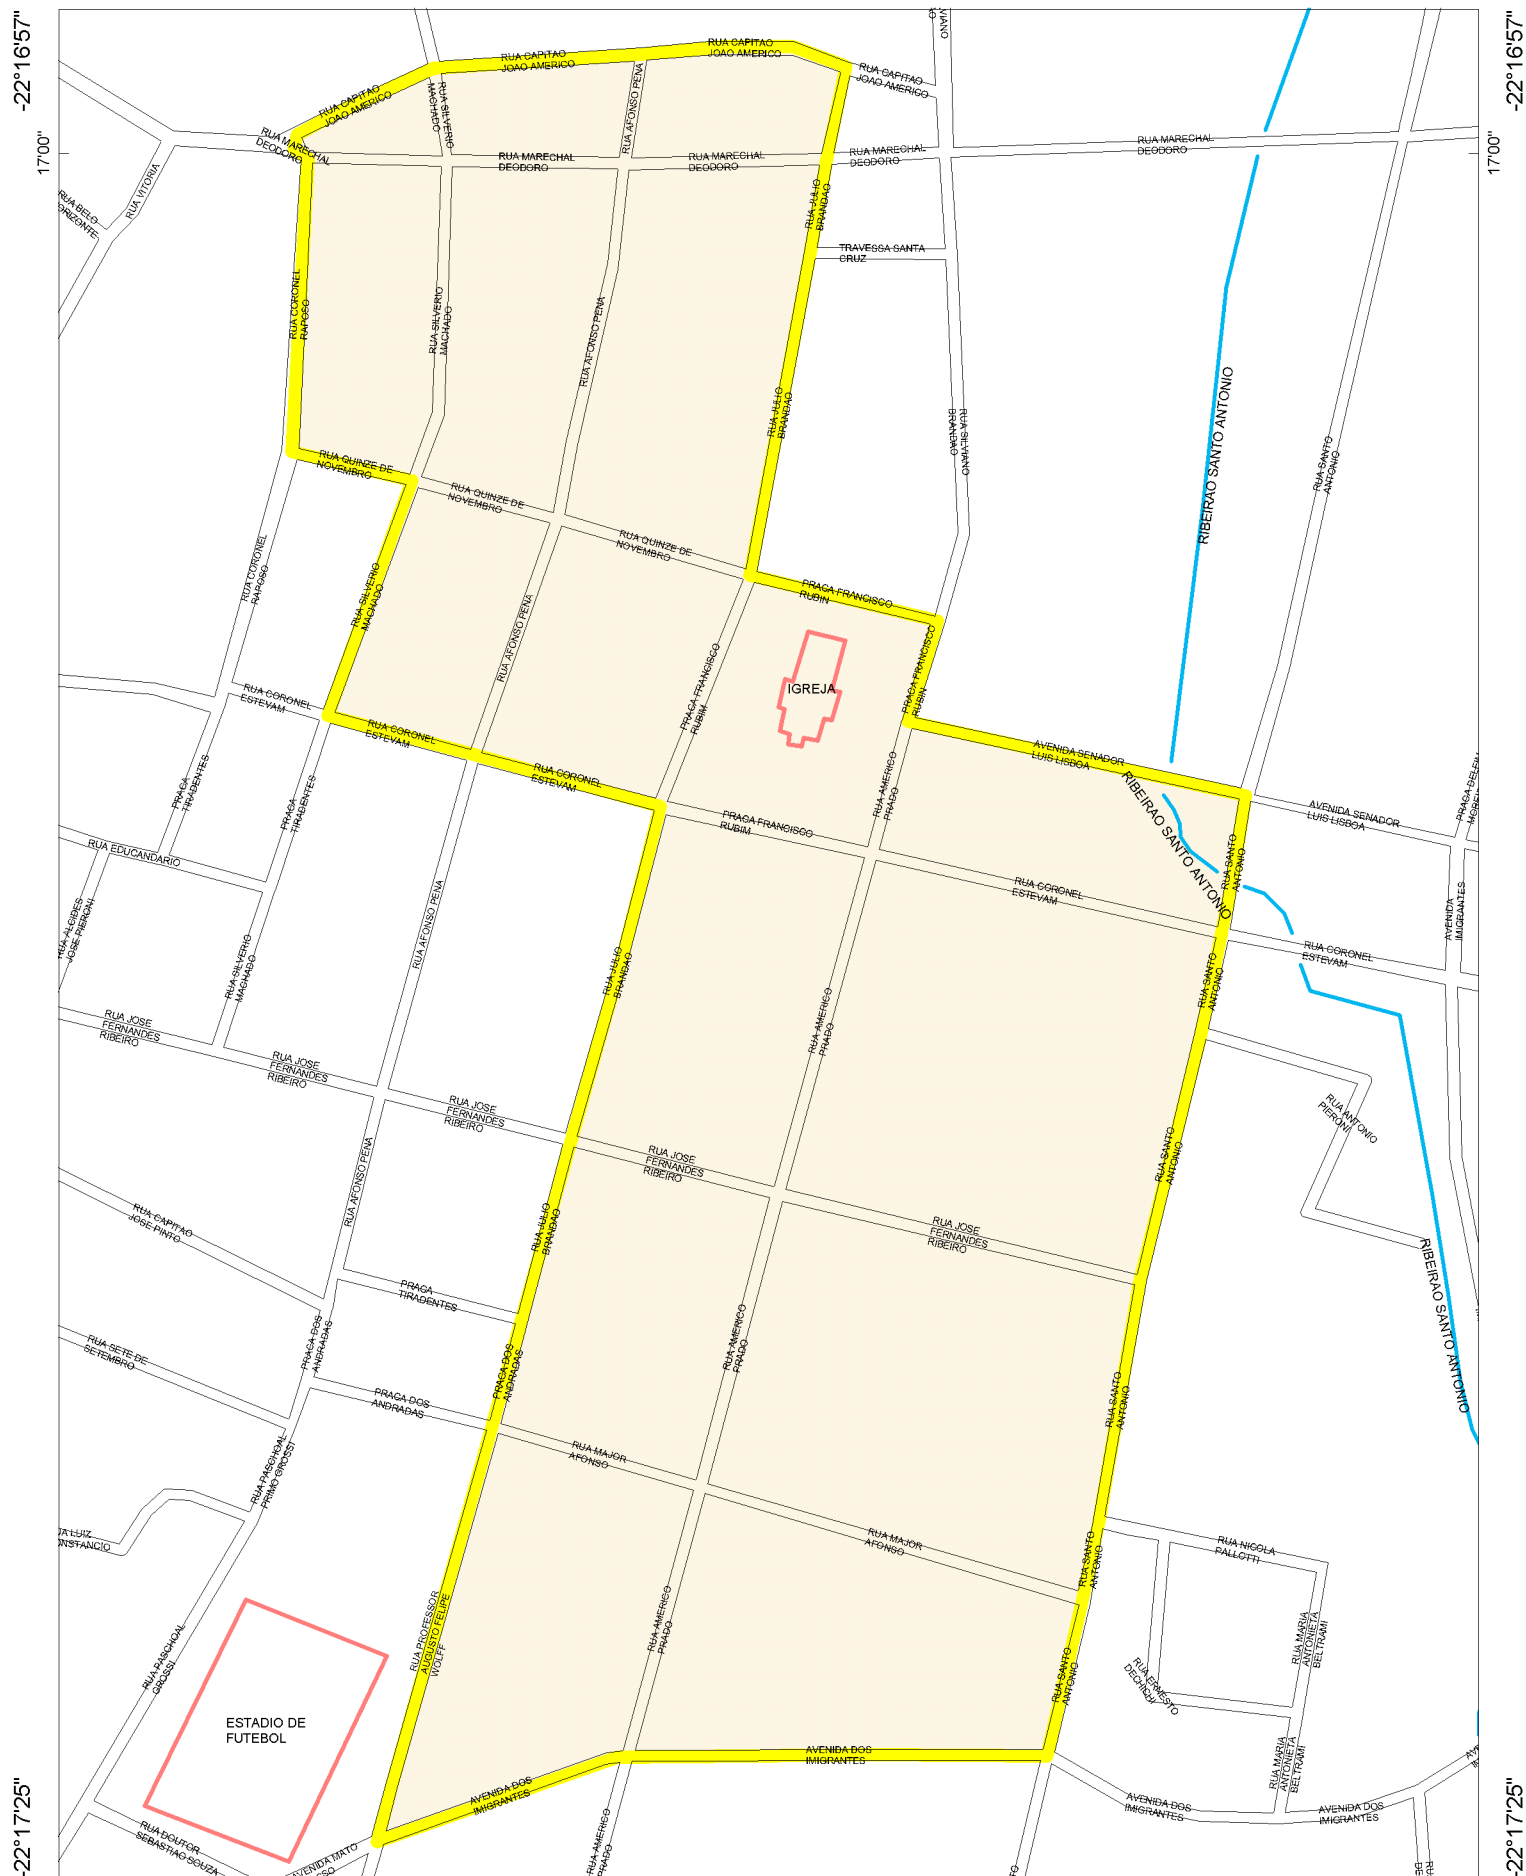 -22°16'57"
-22°16'57"
17'00"
17'00"
RUA CAPITAO
JOAO AMERICO
RUA CAPITAO
JOAO AMERICO
RUA CAPITAO
JOAO AMERICO
RUA CAPITAO
JOAO AMERICO
VIANO
RUA SILVERIO
MACHADO
RUA AFONSO PENA
RUA MARECHAL
DEODORO
RUA MARECHAL
DEODORO
RUA MARECHAL
DEODORO
RUA MARECHAL
DEODORO
RUA MARECHAL
DEODORO
RUA VITORIA
RUA BELO
ORIZONTE
RUA JULIO
BRANDAO
TRAVESSA SANTA
CRUZ
RUA CORONEL
RAPOSO
RUA SILVERIO
MACHADO
RUA AFONSO PENA
RUA JULIO
BRANDAO
RUA SILVIANO
BRANDAO
RIBEIRAO SANTO ANTONIO
RUA SANTO
ANTONIO
RUA QUINZE DE
NOVEMBRO
RUA QUINZE DE
NOVEMBRO
RUA QUINZE DE
NOVEMBRO
RUA CORONEL
RAPOSO
RUA SILVERIO
MACHADO
RUA AFONSO PENA
PRACA FRANCISCO
RUBIN
PRACA FRANCISCO
RUBIN
PRACA FRANCISCO
RUBIM
IGREJA
RUA CORONEL
ESTEVAM
RUA CORONEL
ESTEVAM
RUA CORONEL
ESTEVAM
AVENIDA SENADOR
LUIS LISBOA
AVENIDA SENADOR
LUIS LISBOA
PRACA DELFIM
PRACA
TIRADENTES
PRACA
TIRADENTES
RUA AMERICO
PRADO
PRACA FRANCISCO
RUBIM
RIBEIRAO SANTO ANTONIO
RUA SANTO
ANTONIO
RUA EDUCANDARIO
RUA ALCIDES
JOSE PIERONI
RUA AFONSO PENA
RUA CORONEL
ESTEVAM
AVENIDA
IMIGRANTES
RUA CORONEL
ESTEVAM
RUA SILVERIO
MACHADO
RUA JULIO
BRANDAO
RUA SANTO
ANTONIO
RUA AMERICO
PRADO
RUA JOSE
FERNANDES
RIBEIRO
RUA JOSE
FERNANDES
RIBEIRO
RUA JOSE
FERNANDES
RIBEIRO
RUA JOSE
FERNANDES
RIBEIRO
RUA JOSE
FERNANDES
RIBEIRO
RUA ANTONIO
PIERONI
RUA SANTO
ANTONIO
RUA AFONSO PENA
RUA CAPITAO
JOSE PINTO
RUA JULIO
BRANDAO
RIBEIRAO SANTO ANTONIO
PRACA
TIRADENTES
PRACA DOS
ANDRADAS
RUA SETE DE
SETEMBRO
PRACA DOS
ANDRADAS
RUA AMERICO
PRADO
PRACA DOS
ANDRADAS
RUA SANTO
ANTONIO
RUA MAJOR
AFONSO
RUA PASCHOAL
PRIMO GROSSI
RUA LUIZ
NSTANCIO
RUA MAJOR
AFONSO
RUA SANTO
ANTONIO
RUA NICOLA
PALLOTTI
RUA PROFESSOR
AUGUSTO FELIPE
WOLFF
RUA AMERICO
PRADO
RUA MARIA
ANTONIETA
BELTRAMI
RUA PASCHOAL
GROSSI
RUA SANTO
ANTONIO
RUA ERNESTO
DECHICHI
ESTADIO DE
FUTEBOL
AVENIDA DOS
IMIGRANTES
AVENIDA DOS
IMIGRANTES
RUA MARIA
ANTONIETA
BELTRAMI
AVENIDA DOS
IMIGRANTES
AVENIDA DOS
IMIGRANTES
RUA DOUTOR
SEBASTIAO SOUZA
AVENIDA MATO
RUA AMERICO
PRADO
-22°17'25"
-22°17'25"